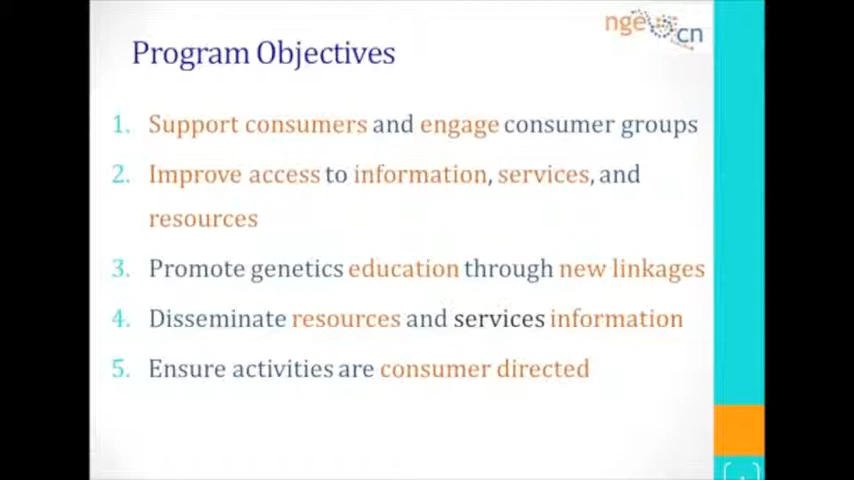 nge cn
Program Objectives
1. Support consumers and engage consumer groups
2. Improve access to information, services, and
resources
3. Promote genetics education through new linkages
4. Disseminate resources and services information
5. Ensure activities are consumer directed